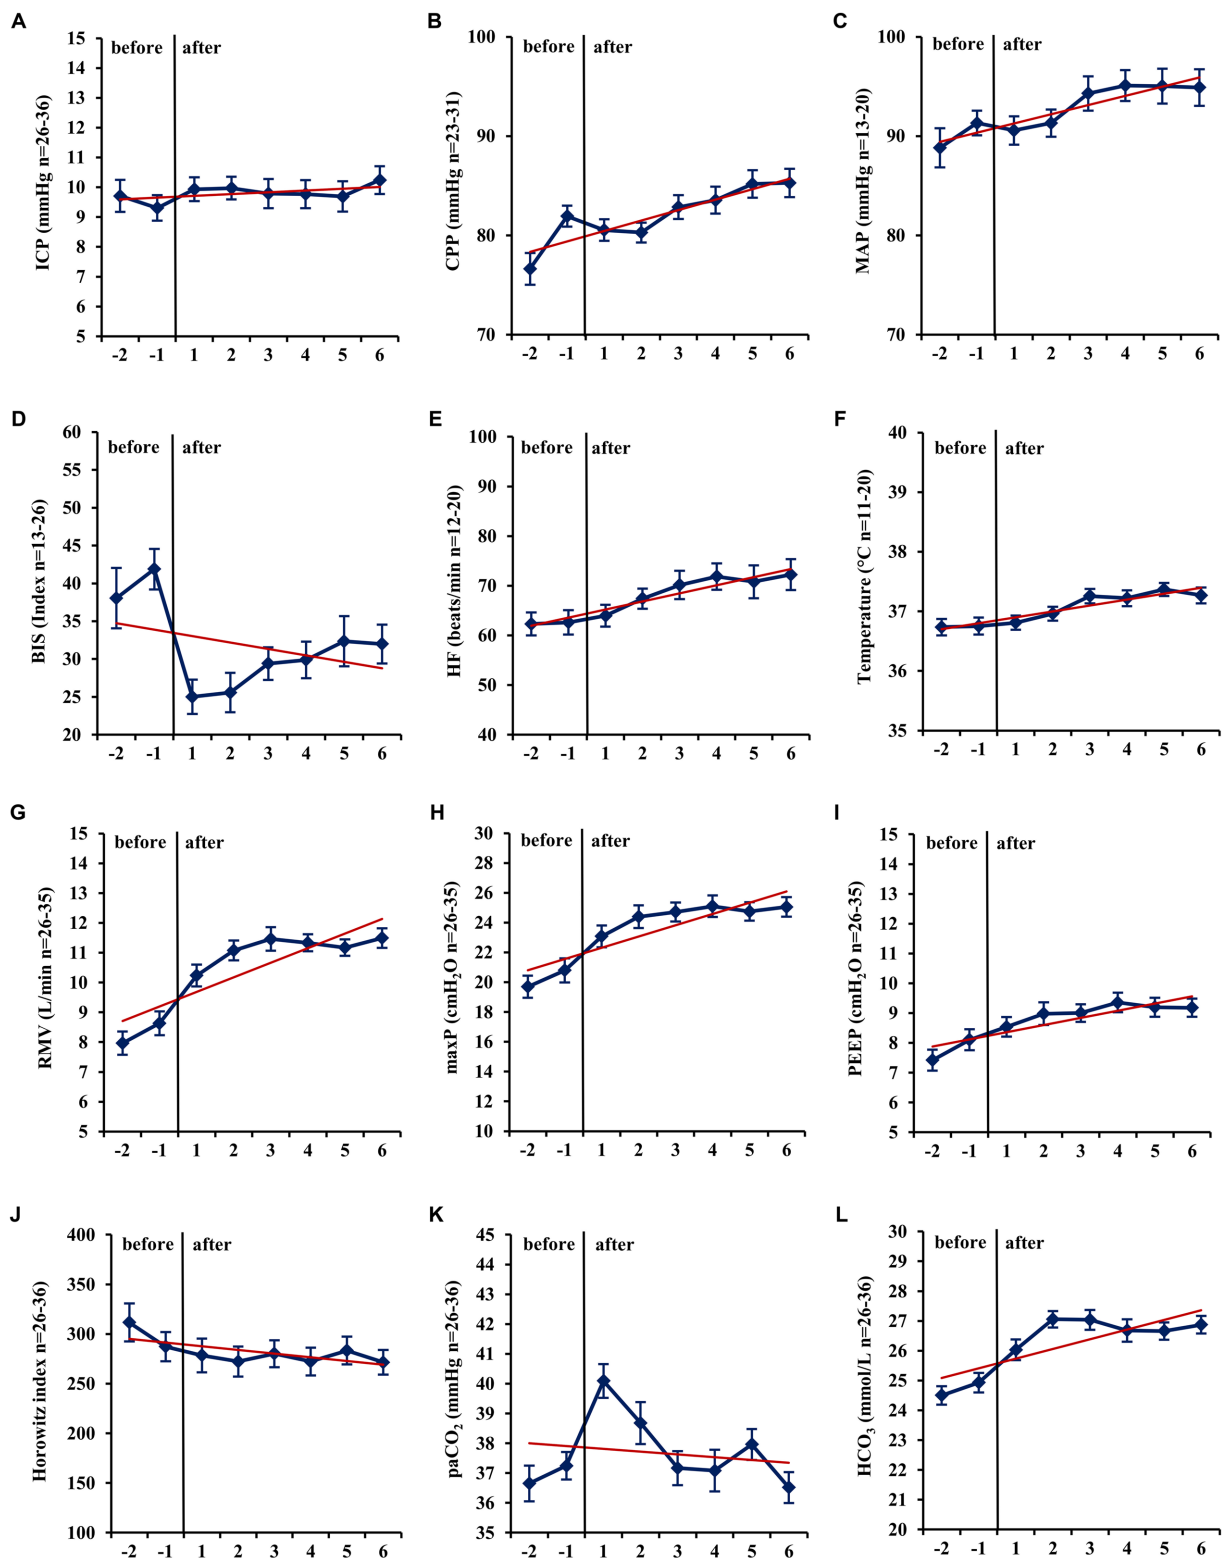 A
B
C
before after
before after
before after
ICP (mmHg n=26-36)
15
14
13
12
11
10
9
8
7
6
5
-2 -1 1 2 3 4 5 6
CPP (mmHg n=23-31)
100
90
80
70
-2 -1 1 2 3 4 5 6
MAP (mmHg n=13-20)
100
90
80
70
-2 -1 1 2 3 4 5 6
D
E
F
before after
before after
before after
BIS (Index n=13-26)
60
55
50
45
40
35
30
25
20
-2 -1 1 2 3 4 5 6
HF (beats/min n=12-20)
100
90
80
70
60
50
40
-2 -1 1 2 3 4 5 6
Temperature (°C n=11-20)
40
39
38
37
36
35
-2 -1 1 2 3 4 5 6
G
H
I
before after
before after
before after
RMV (L/min n=26-35)
15
14
13
12
11
10
9
8
7
6
5
-2 -1 1 2 3 4 5 6
maxP (cmH₂O n=26-35)
30
28
26
24
22
20
18
16
14
12
10
-2 -1 1 2 3 4 5 6
PEEP (cmH₂O n=26-35)
15
14
13
12
11
10
9
8
7
6
5
-2 -1 1 2 3 4 5 6
J
K
L
before after
before after
before after
Horowitz index n=26-36)
400
350
300
250
200
150
100
-2 -1 1 2 3 4 5 6
paCO₂ (mmHg n=26-36)
45
44
43
42
41
40
39
38
37
36
35
-2 -1 1 2 3 4 5 6
HCO₃ (mmol/L n=26-36)
30
29
28
27
26
25
24
23
22
21
20
-2 -1 1 2 3 4 5 6